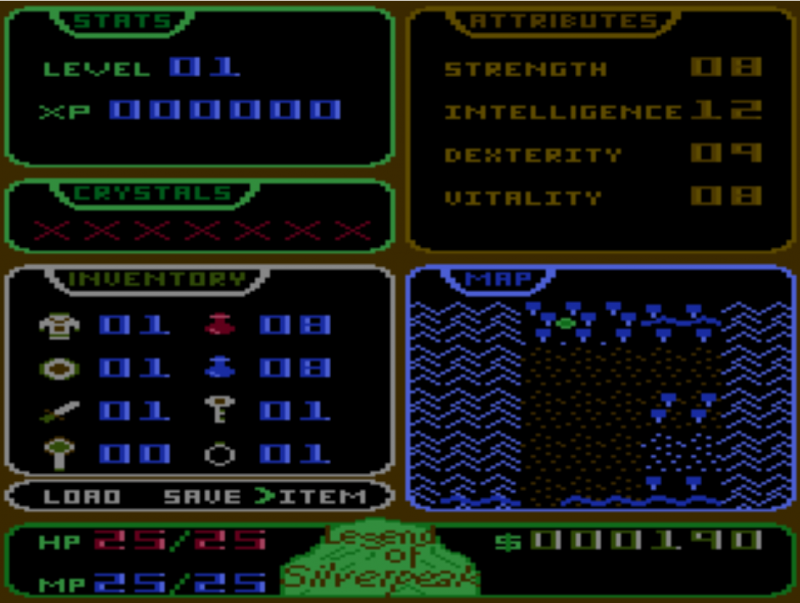 STATS
LEVEL 01
XP 000000
CRYSTALS
XXXXXXX
ATTRIBUTES
STRENGTH 08
INTELLIGENCE 12
DEXTERITY 09
VITALITY 08
INVENTORY
01 08
01 08
01 01
00 01
LOAD SAVE >ITEM
MAP
HP 25/25
MP 25/25
Legend
of
Silverpeak
$000190